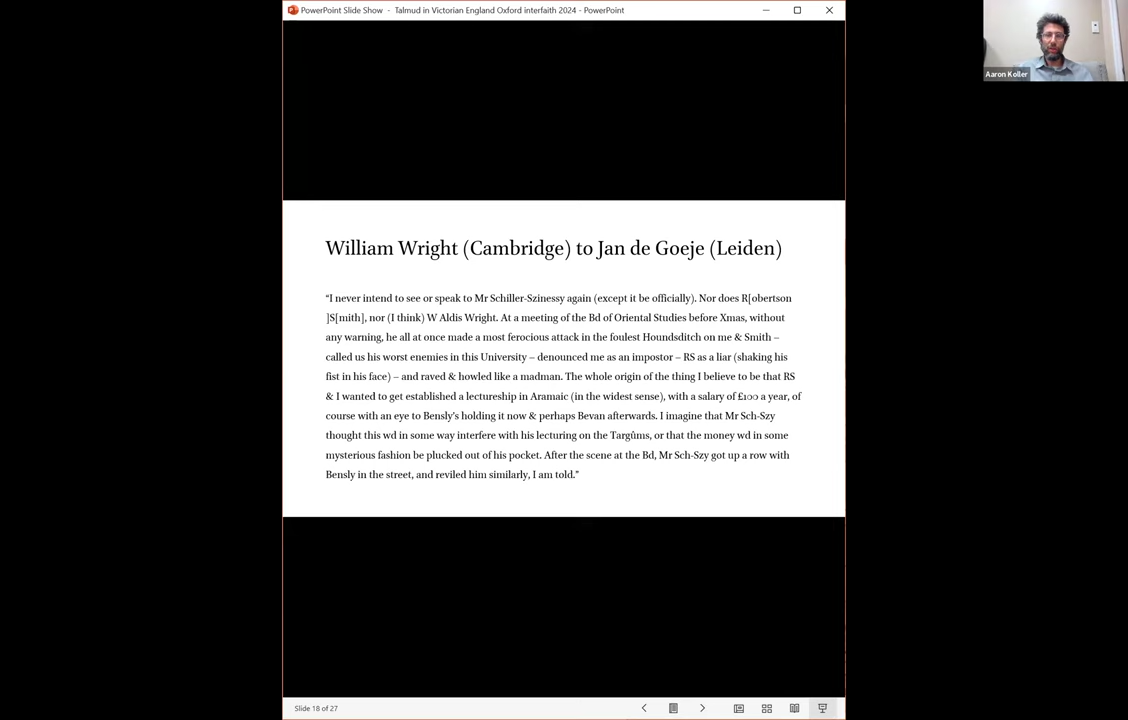 PowerPoint Slide Show - Talmud in Victorian England Oxford interfaith 2024 - PowerPoint
Aaron Koller
William Wright (Cambridge) to Jan de Goeje (Leiden)
“I never intend to see or speak to Mr Schiller-Szinessy again (except it be officially). Nor does R[obertson
]S[mith], nor (I think) W Aldis Wright. At a meeting of the Bd of Oriental Studies before Xmas, without
any warning, he all at once made a most ferocious attack in the foulest Houndsditch on me & Smith –
called us his worst enemies in this University – denounced me as an impostor – RS as a liar (shaking his
fist in his face) – and raved & howled like a madman. The whole origin of the thing I believe to be that RS
& I wanted to get established a lectureship in Aramaic (in the widest sense), with a salary of £100 a year, of
course with an eye to Bensly's holding it now & perhaps Bevan afterwards. I imagine that Mr Sch-Szy
thought this wd in some way interfere with his lecturing on the Targûms, or that the money wd in some
mysterious fashion be plucked out of his pocket. After the scene at the Bd, Mr Sch-Szy got up a row with
Bensly in the street, and reviled him similarly, I am told.”
Slide 18 of 27